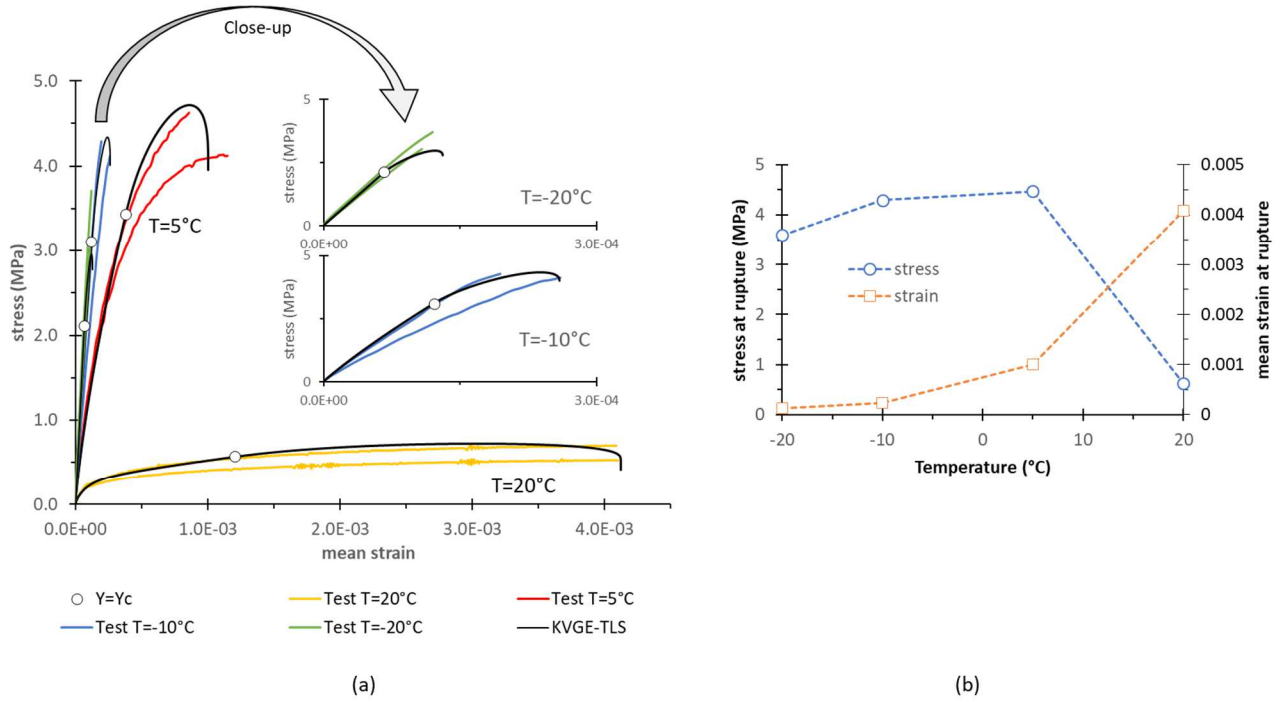 Close-up
5.0
4.0
3.0
2.0
1.0
0.0
stress (MPa)
0.0E+00
1.0E-03
2.0E-03
3.0E-03
4.0E-03
mean strain
T=5°C
T=20°C
5
0
stress (MPa)
0.0E+00
3.0E-04
T=-20°C
5
0
stress (MPa)
0.0E+00
3.0E-04
T=-10°C
Y=Yc
Test T=20°C
Test T=5°C
Test T=-10°C
Test T=-20°C
KVGE-TLS
(a)
5
4
3
2
1
0
stress at rupture (MPa)
0.005
0.004
0.003
0.002
0.001
0
mean strain at rupture
stress
strain
-20
-10
0
10
20
Temperature (°C)
(b)